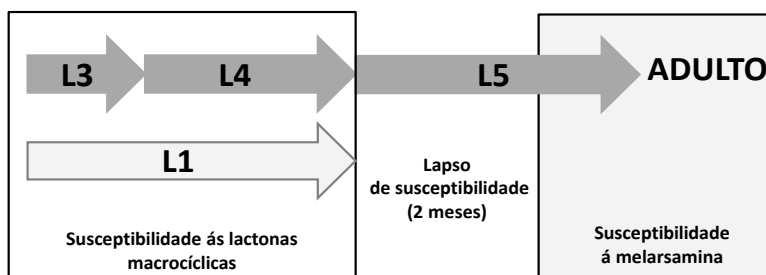 L3
L4
L5
ADULTO
L1
Lapso
de susceptibilidade
(2 meses)
Susceptibilidade ás lactonas
macrocíclicas
Susceptibilidade
á melarsamina